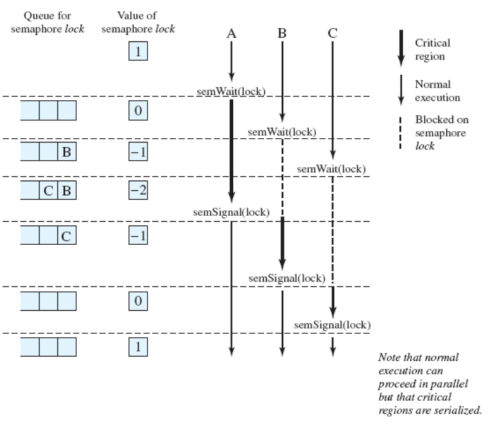 Queue for
semaphore lock
Value of
semaphore lock
A B C
1
Critical
region
Normal
execution
Blocked on
semaphore
lock
semWait(lock)
0
semWait(lock)
B -1
semWait(lock)
C B -2
semSignal(lock)
C -1
semSignal(lock)
0
semSignal(lock)
1
Note that normal
execution can
proceed in parallel
but that critical
regions are serialized.